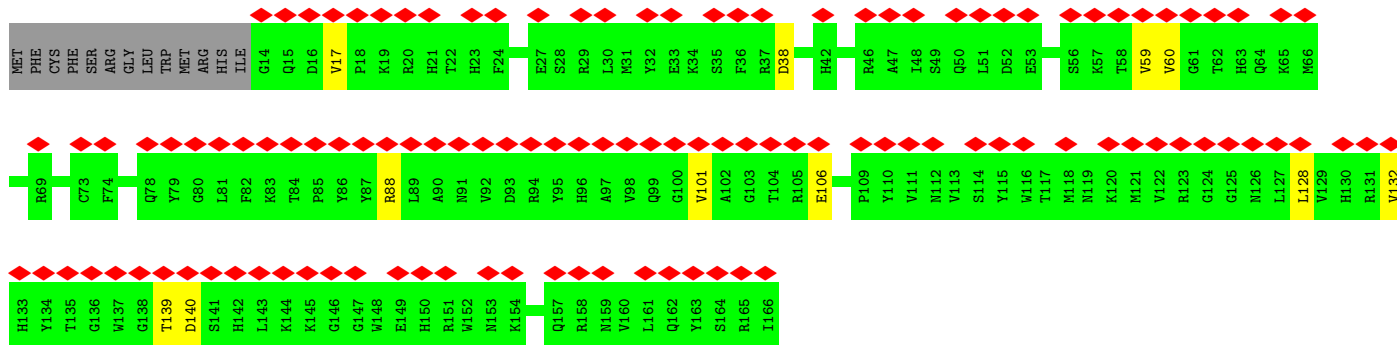 MET PHE CYS PHE SER ARG GLY LEU TRP MET ARG HIS ILE G14 Q15 D16 V17 P18 K19 R20 H21 T22 H23 F24 E27 S28 R29 L30 M31 Y32 E33 K34 S35 F36 R37 D38 H42 R46 A47 I48 S49 Q50 L51 D52 E53 S56 K57 T58 V59 V60 G61 T62 H63 Q64 K65 M66
R69 C73 F74 Q78 Y79 G80 L81 F82 K83 T84 P85 Y86 Y87 R88 L89 A90 N91 V92 D93 R94 Y95 H96 A97 V98 Q99 G100 V101 A102 G103 T104 R105 E106 P109 Y110 V111 N112 V113 S114 Y115 W116 T117 M118 N119 K120 M121 V122 R123 G124 G125 N126 L127 L128 V129 H130 R131 V132
H133 Y134 T135 G136 W137 G138 T139 D140 S141 H142 L143 K144 K145 G146 G147 W148 E149 H150 R151 W152 N153 K154 Q157 R158 N159 V160 L161 Q162 Y163 S164 R165 I166